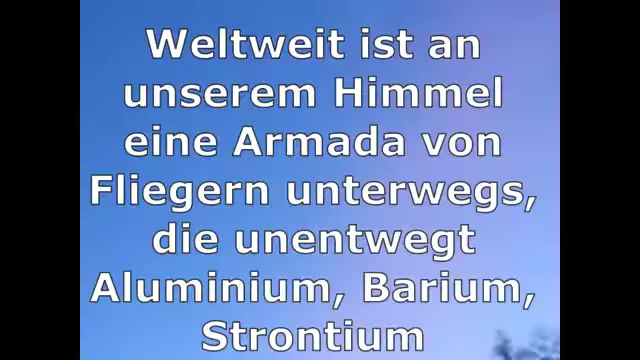 Weltweit ist an
unserem Himmel
eine Armada von
Fliegern unterwegs,
die unentwegt
Aluminium, Barium,
Strontium